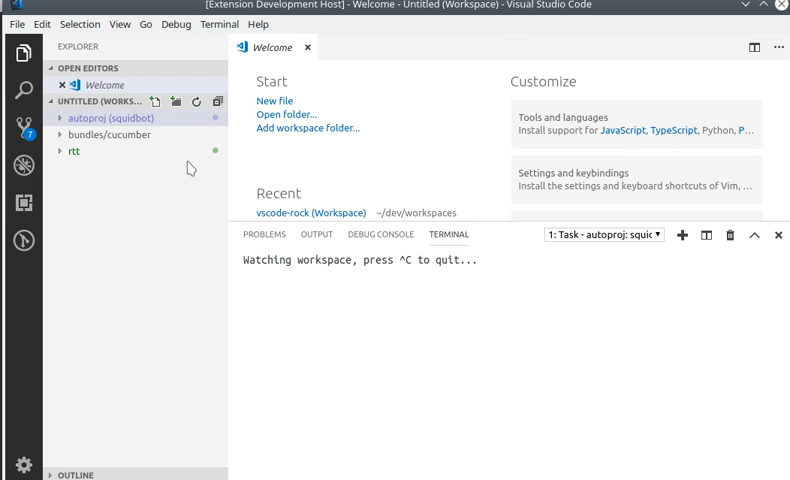 [Extension Development Host] - Welcome - Untitled (Workspace) - Visual Studio Code
File Edit Selection View Go Debug Terminal Help
EXPLORER
OPEN EDITORS
Welcome
UNTITLED (WORKS...
autoproj (squidbot)
bundles/cucumber
rtt
7
OUTLINE
Welcome
Start
New file
Open folder...
Add workspace folder...
Recent
vscode-rock (Workspace) ~/dev/workspaces
Customize
Tools and languages
Install support for JavaScript, TypeScript, Python, P...
Settings and keybindings
Install the settings and keyboard shortcuts of Vim, ...
PROBLEMS OUTPUT DEBUG CONSOLE TERMINAL
1: Task - autoproj: squic
Watching workspace, press ^C to quit...